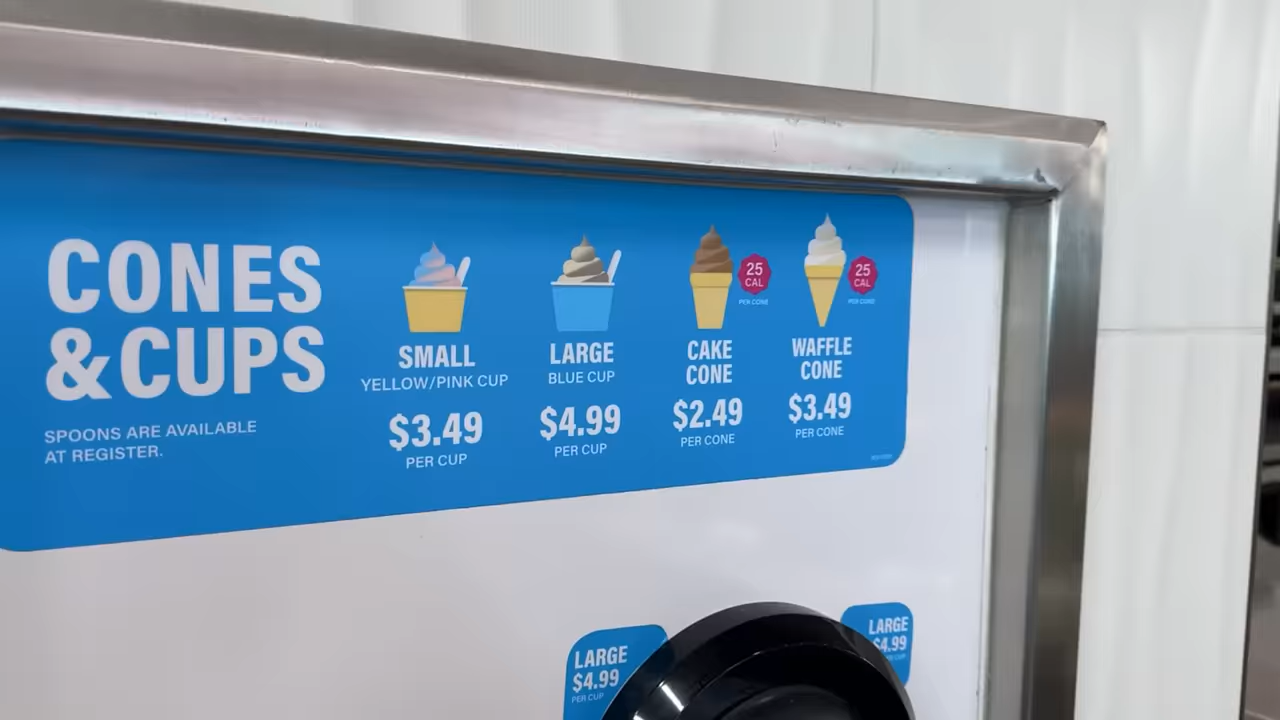 CONES
&CUPS
SPOONS ARE AVAILABLE
AT REGISTER.
SMALL
YELLOW/PINK CUP
$3.49
PER CUP
LARGE
BLUE CUP
$4.99
PER CUP
25
CAL
PER CONE
CAKE
CONE
$2.49
PER CONE
25
CAL
PER CONE
WAFFLE
CONE
$3.49
PER CONE
LARGE
$4.99
PER CUP
LARGE
$4.99
CUP